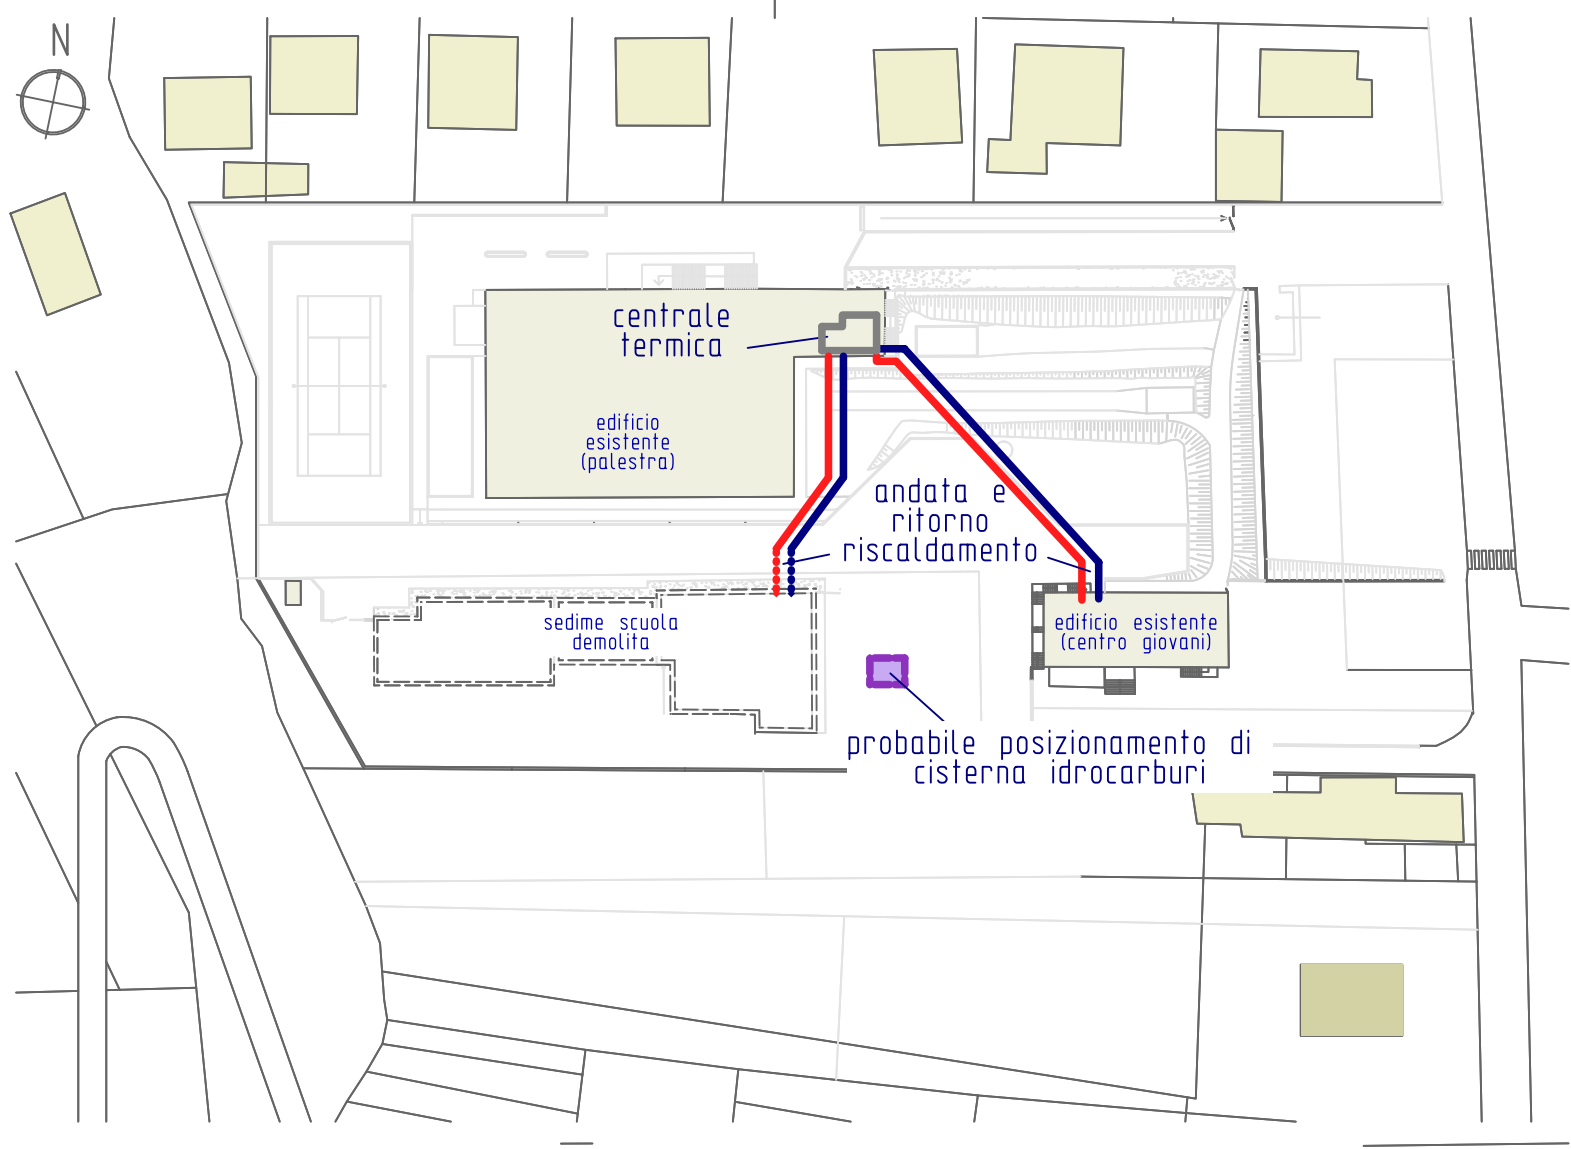 N
centrale
termica
edificio
esistente
(palestra)
andata e
ritorno
riscaldamento
sedime scuola
demolita
edificio esistente
(centro giovani)
probabile posizionamento di
cisterna idrocarburi